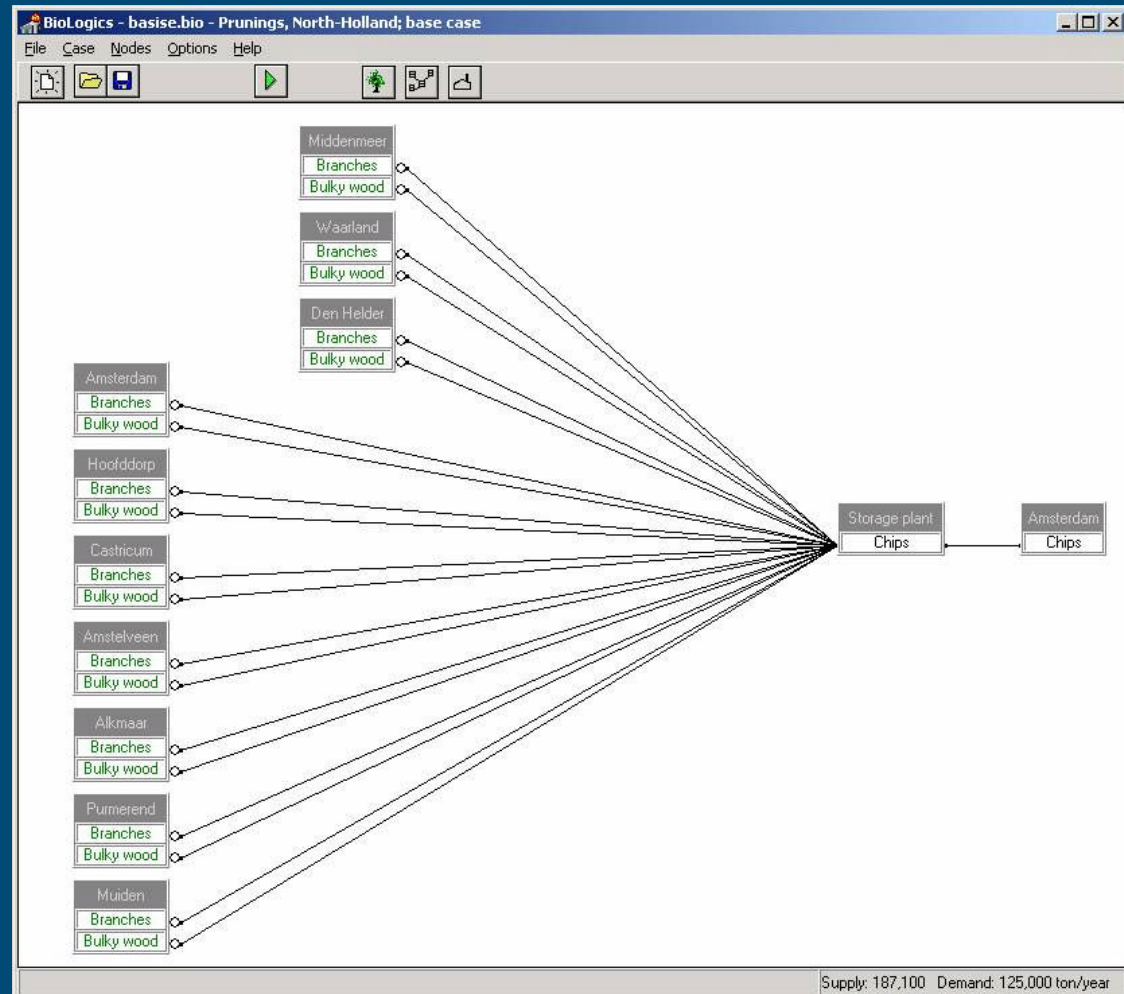 BioLogics - basise.bio - Prunings, North-Holland; base case
File Case Nodes Options Help
Middenmeer
Branches
Bulky wood
Waarland
Branches
Bulky wood
Den Helder
Branches
Bulky wood
Amsterdam
Branches
Bulky wood
Hoofddorp
Branches
Bulky wood
Castricum
Branches
Bulky wood
Amstelveen
Branches
Bulky wood
Alkmaar
Branches
Bulky wood
Purmerend
Branches
Bulky wood
Muiden
Branches
Bulky wood
Storage plant
Chips
Amsterdam
Chips
Supply: 187,100 Demand: 125,000 ton/year